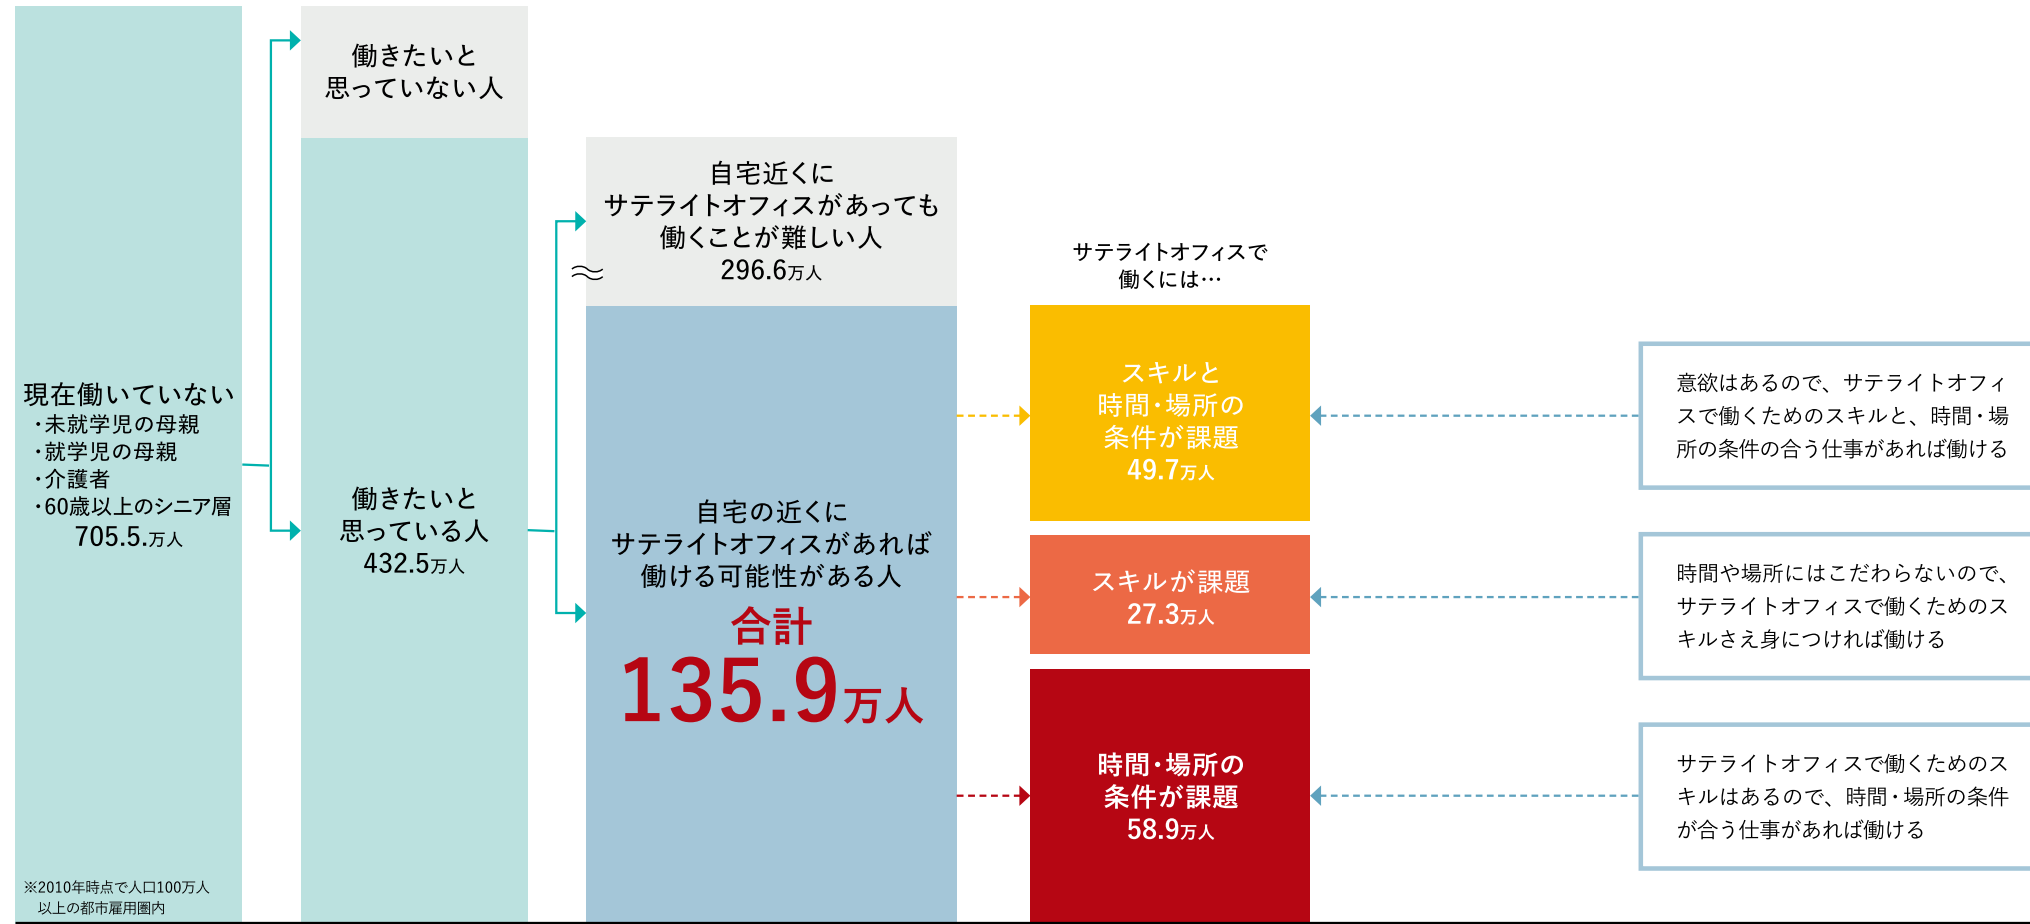 現在働いていない
・未就学児の母親
・就学児の母親
・介護者
・60歳以上のシニア層
705.5.万人
※2010年時点で人口100万人
以上の都市雇用圏内
働きたいと
思っていない人
働きたいと
思っている人
432.5万人
自宅近くに
サテライトオフィスがあっても
働くことが難しい人
296.6万人
自宅の近くに
サテライトオフィスがあれば
働ける可能性がある人
合計
135.9万人
サテライトオフィスで
働くには…
スキルと
時間・場所の
条件が課題
49.7万人
スキルが課題
27.3万人
時間・場所の
条件が課題
58.9万人
意欲はあるので、サテライトオフィ
スで働くためのスキルと、時間・場
所の条件の合う仕事があれば働ける
時間や場所にはこだわらないので、
サテライトオフィスで働くためのス
キルさえ身につければ働ける
サテライトオフィスで働くためのス
キルはあるので、時間・場所の条件
が合う仕事があれば働ける